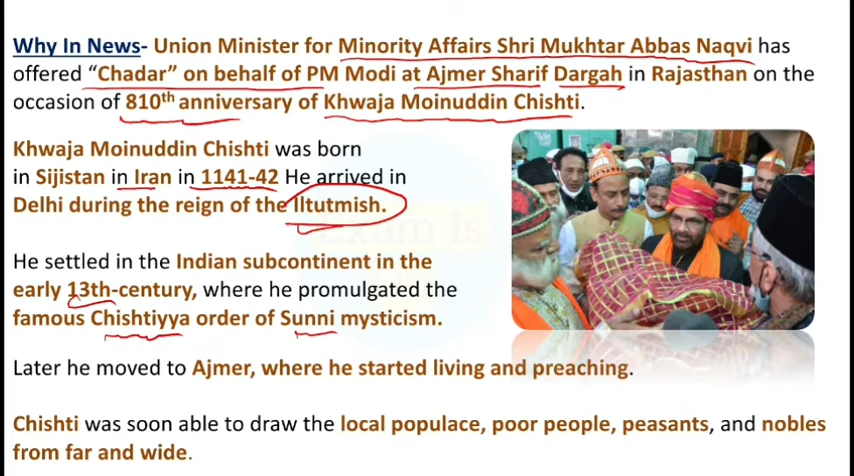 Why In News- Union Minister for Minority Affairs Shri Mukhtar Abbas Naqvi has
offered “Chadar” on behalf of PM Modi at Ajmer Sharif Dargah in Rajasthan on the
occasion of 810th anniversary of Khwaja Moinuddin Chishti.
Khwaja Moinuddin Chishti was born
in Sijistan in Iran in 1141-42 He arrived in
Delhi during the reign of the Iltutmish.
He settled in the Indian subcontinent in the
early 13th-century, where he promulgated the
famous Chishtiyya order of Sunni mysticism.
Later he moved to Ajmer, where he started living and preaching.
Chishti was soon able to draw the local populace, poor people, peasants, and nobles
from far and wide.
Exam Is